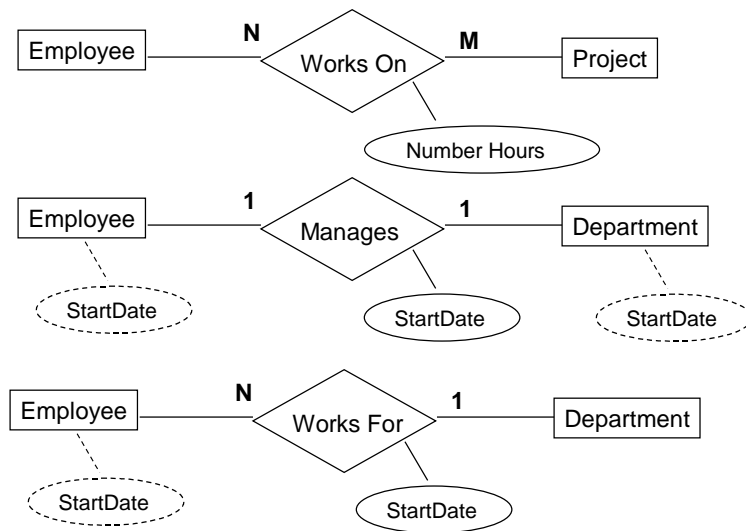 Employee N Works On M Project
Number Hours
Employee 1 Manages 1 Department
StartDate StartDate StartDate
Employee N Works For 1 Department
StartDate StartDate